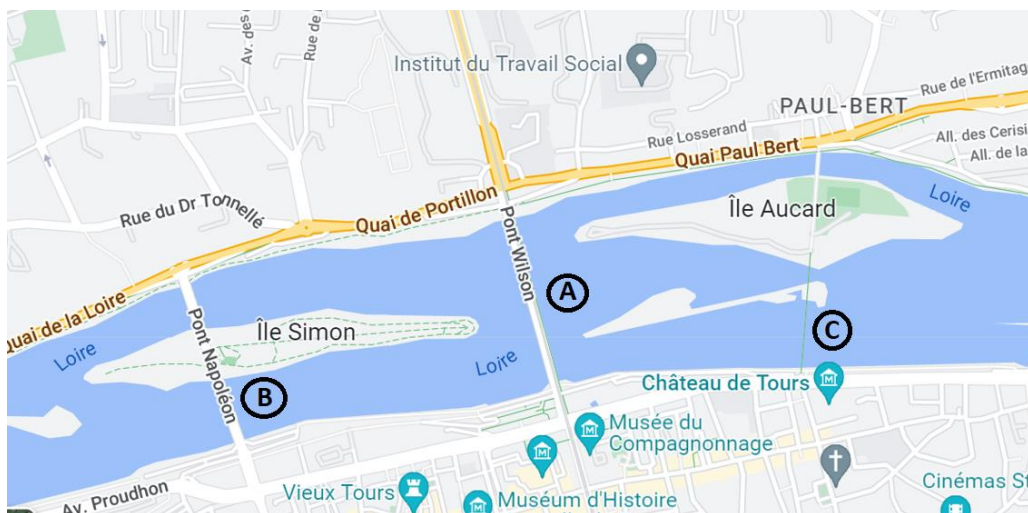 Av. des
Rue de
Institut du Travail Social
Rue de l'Ermitag
PAUL-BERT
Rue Losserand
All. des Cerisi
Quai Paul Bert
All. de la
Loire
Quai de Portillon
Île Aucard
Rue du Dr Tonnellé
Pont Wilson
A
Quai de la Loire
Pont Napoléon
Île Simon
C
Loire
Loire
B
Château de Tours
Musée du
Compagnonnage
Av. Proudhon
Vieux Tours
Muséum d'Histoire
Cinémas St